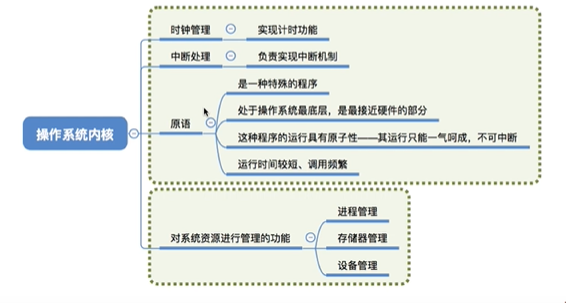 时钟管理
实现计时功能
中断处理
负责实现中断机制
是一种特殊的程序
处于操作系统最底层，是最接近硬件的部分
原语
操作系统内核
这种程序的运行具有原子性——其运行只能一气呵成，不可中断
运行时间较短、调用频繁
进程管理
对系统资源进行管理的功能
存储器管理
设备管理